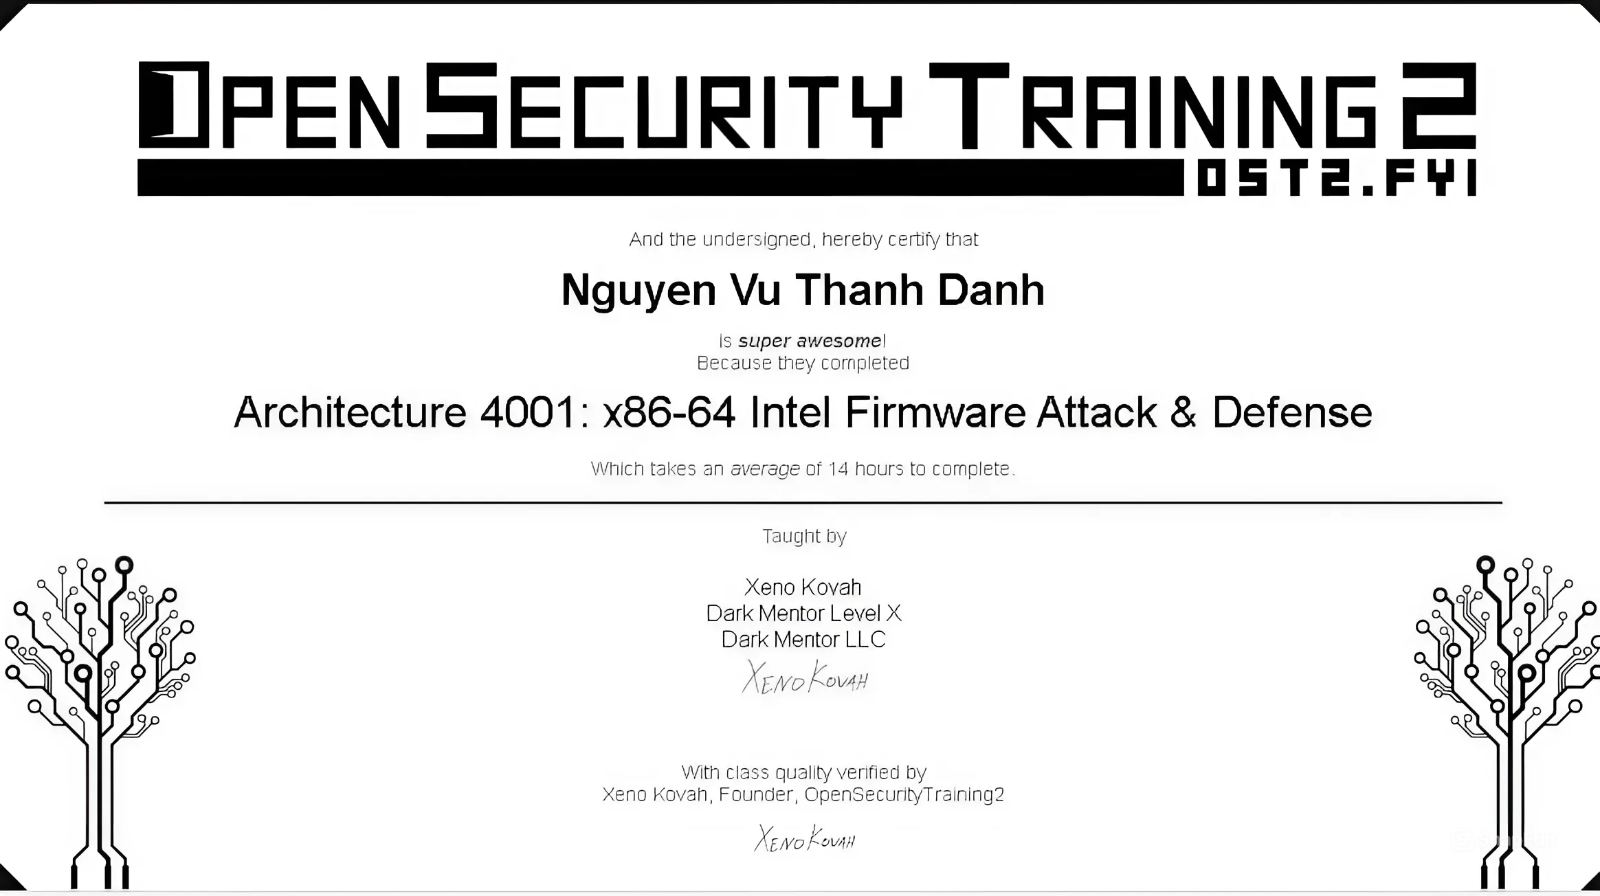 OPEN SECURITY TRAINING 2
OST2.FYI
And the undersigned, hereby certify that
Nguyen Vu Thanh Danh
is super awesome!
Because they completed
Architecture 4001: x86-64 Intel Firmware Attack & Defense
Which takes an average of 14 hours to complete.
Taught by
Xeno Kovah
Dark Mentor Level X
Dark Mentor LLC
XENO KOVAH
With class quality verified by
Xeno Kovah, Founder, OpenSecurityTraining2
XENO KOVAH